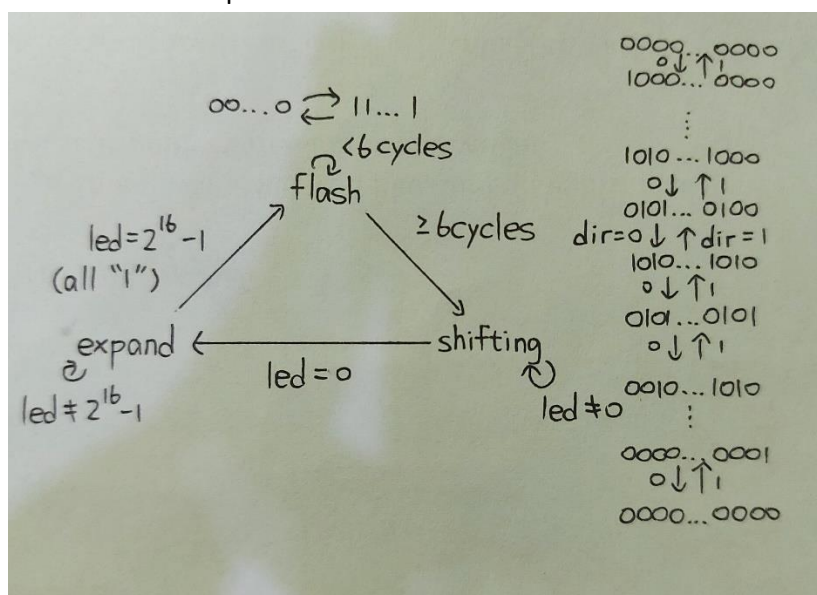 00...0 ⇄ 11...1
<6 cycles
flash
led=2^16-1
(all "1")
≥6cycles
expand
shifting
led=0
led≠2^16-1
led≠0
0000...0000
0↓ ↑1
1000...0000
⋮
1010...1000
0↓ ↑1
0101...0100
dir=0↓ ↑dir=1
1010...1010
0↓ ↑1
0101...0101
0↓ ↑1
0010...1010
⋮
0000...0001
0↓ ↑1
0000...0000